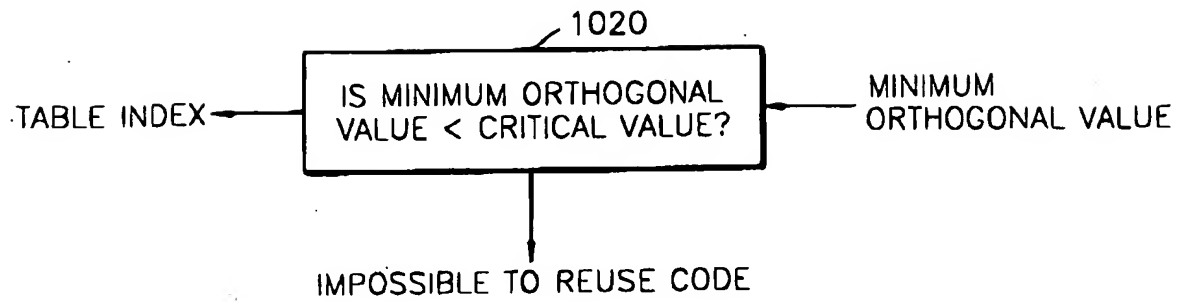 1020
IS MINIMUM ORTHOGONAL
VALUE < CRITICAL VALUE?
TABLE INDEX
MINIMUM
ORTHOGONAL VALUE
IMPOSSIBLE TO REUSE CODE